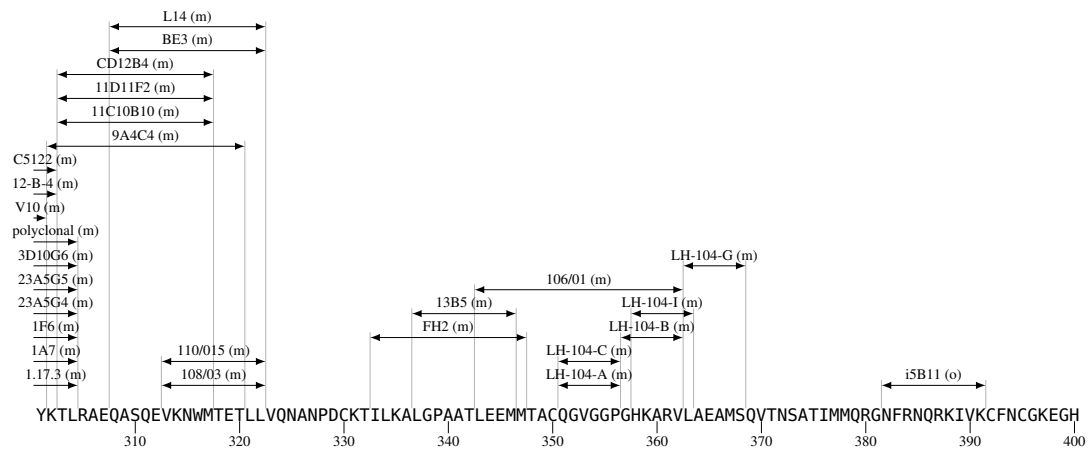 L14 (m)
BE3 (m)
CD12B4 (m)
11D11F2 (m)
11C10B10 (m)
9A4C4 (m)
C5122 (m)
12-B-4 (m)
V10 (m)
polyclonal (m)
3D10G6 (m) LH-104-G (m)
23A5G5 (m) 106/01 (m)
23A5G4 (m) 13B5 (m) LH-104-I (m)
1F6 (m) FH2 (m) LH-104-B (m)
1A7 (m) 110/015 (m) LH-104-C (m)
1.17.3 (m) 108/03 (m) LH-104-A (m) i5B11 (o)
YKTLRAEQASQEVKNWMTETLLVQNANPDCKTILKALGPAATLEEMMTACQGVGGPGHKARVLAEAMSQVTNSATIMMQRGNFRNQRKIVKCFNCGKEGH
310 320 330 340 350 360 370 380 390 400